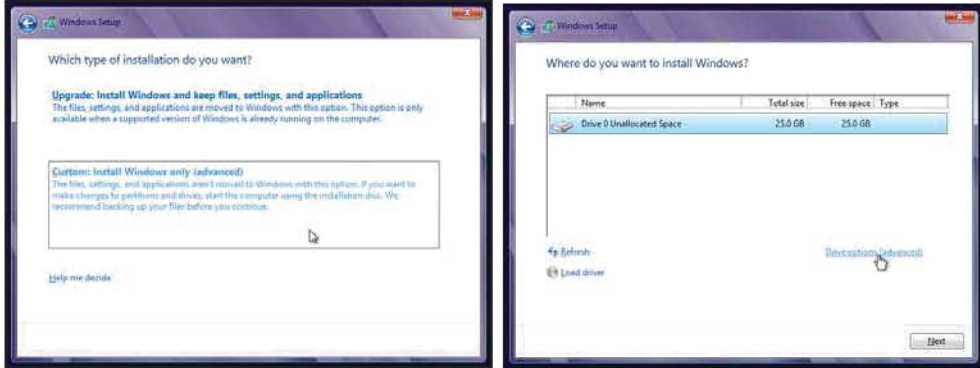 Windows Setup
Which type of installation do you want?
Upgrade: Install Windows and keep files, settings, and applications
The files, settings, and applications are moved to Windows with this option. This option is only
available when a supported version of Windows is already running on the computer.
Custom: Install Windows only (advanced)
The files, settings, and applications aren't moved to Windows with this option. If you want to
make changes to partitions and drives, start the computer using the installation disc. We
recommend backing up your files before you continue.
Help me decide
Windows Setup
Where do you want to install Windows?
Name Total size Free space Type
Drive 0 Unallocated Space 25.0 GB 25.0 GB
Refresh
Drive options (advanced)
Load driver
Next